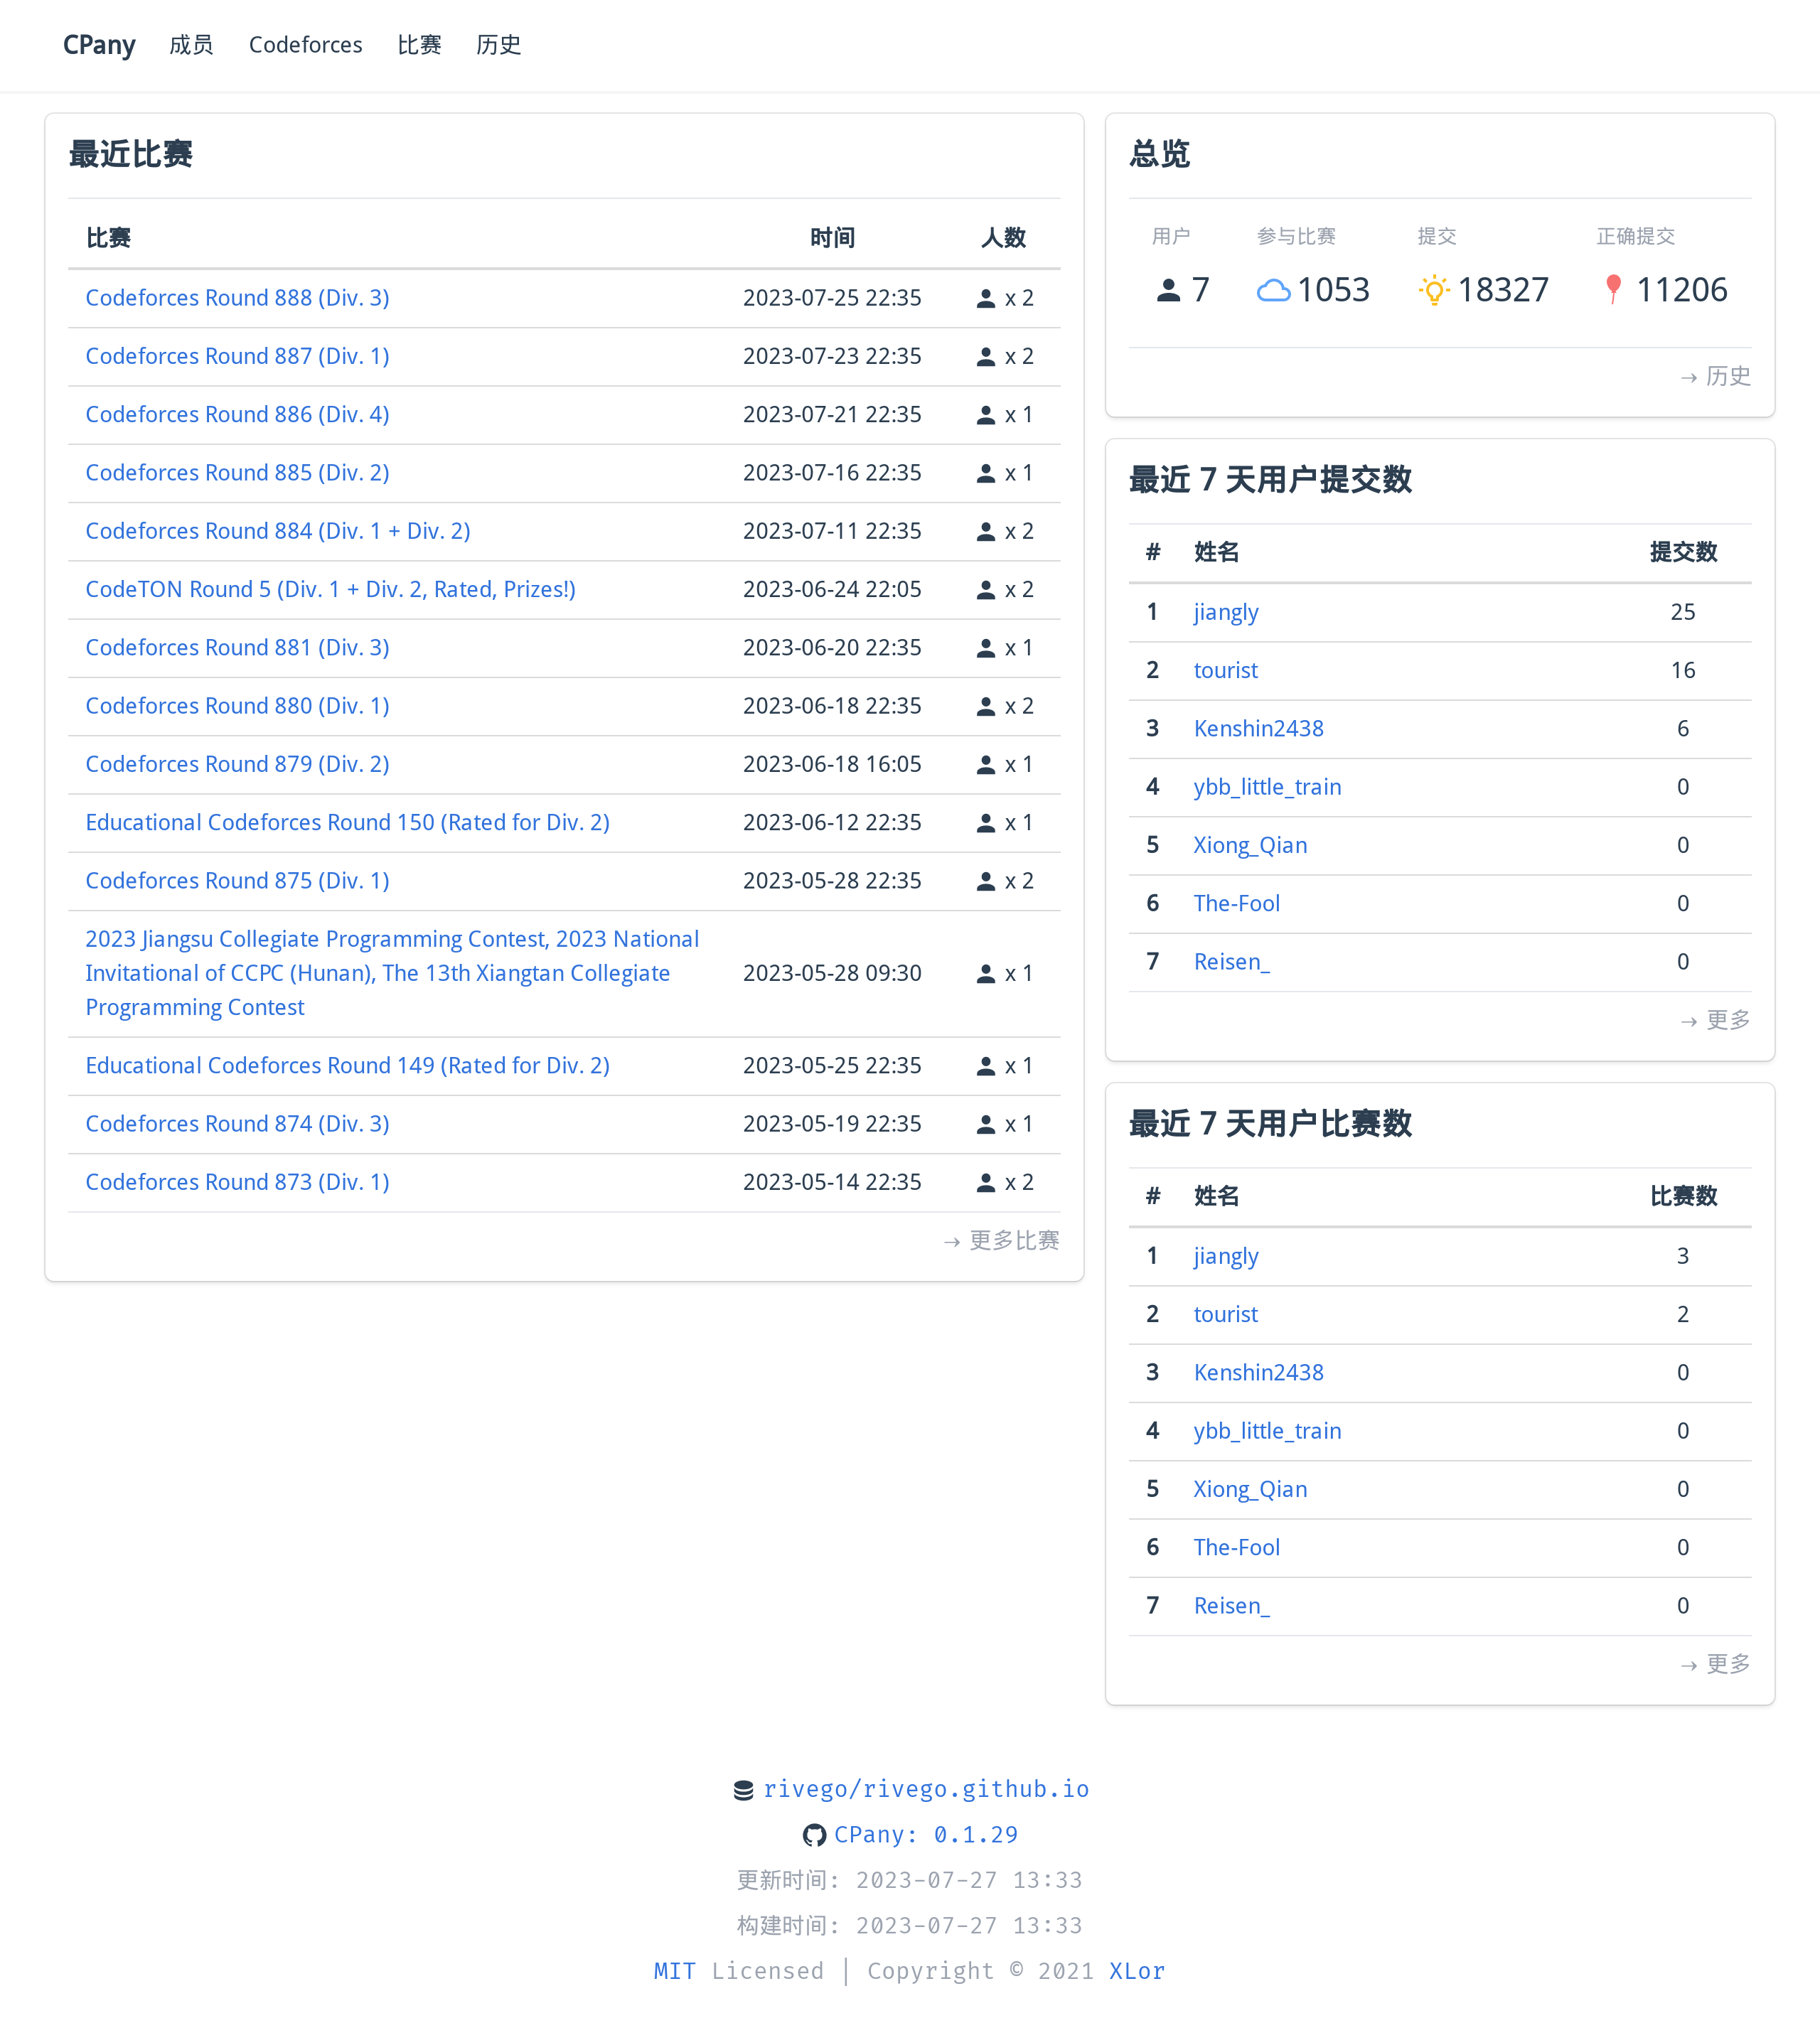 CPany 成员 Codeforces 比赛 历史
最近比赛
比赛 时间 人数
Codeforces Round 888 (Div. 3) 2023-07-25 22:35 x 2
Codeforces Round 887 (Div. 1) 2023-07-23 22:35 x 2
Codeforces Round 886 (Div. 4) 2023-07-21 22:35 x 1
Codeforces Round 885 (Div. 2) 2023-07-16 22:35 x 1
Codeforces Round 884 (Div. 1 + Div. 2) 2023-07-11 22:35 x 2
CodeTON Round 5 (Div. 1 + Div. 2, Rated, Prizes!) 2023-06-24 22:05 x 2
Codeforces Round 881 (Div. 3) 2023-06-20 22:35 x 1
Codeforces Round 880 (Div. 1) 2023-06-18 22:35 x 2
Codeforces Round 879 (Div. 2) 2023-06-18 16:05 x 1
Educational Codeforces Round 150 (Rated for Div. 2) 2023-06-12 22:35 x 1
Codeforces Round 875 (Div. 1) 2023-05-28 22:35 x 2
2023 Jiangsu Collegiate Programming Contest, 2023 National
Invitational of CCPC (Hunan), The 13th Xiangtan Collegiate 2023-05-28 09:30 x 1
Programming Contest
Educational Codeforces Round 149 (Rated for Div. 2) 2023-05-25 22:35 x 1
Codeforces Round 874 (Div. 3) 2023-05-19 22:35 x 1
Codeforces Round 873 (Div. 1) 2023-05-14 22:35 x 2
→ 更多比赛
总览
用户 参与比赛 提交 正确提交
7 1053 18327 11206
→ 历史
最近 7 天用户提交数
# 姓名 提交数
1 jiangly 25
2 tourist 16
3 Kenshin2438 6
4 ybb_little_train 0
5 Xiong_Qian 0
6 The-Fool 0
7 Reisen_ 0
→ 更多
最近 7 天用户比赛数
# 姓名 比赛数
1 jiangly 3
2 tourist 2
3 Kenshin2438 0
4 ybb_little_train 0
5 Xiong_Qian 0
6 The-Fool 0
7 Reisen_ 0
→ 更多
rivego/rivego.github.io
CPany: 0.1.29
更新时间: 2023-07-27 13:33
构建时间: 2023-07-27 13:33
MIT Licensed | Copyright © 2021 XLor